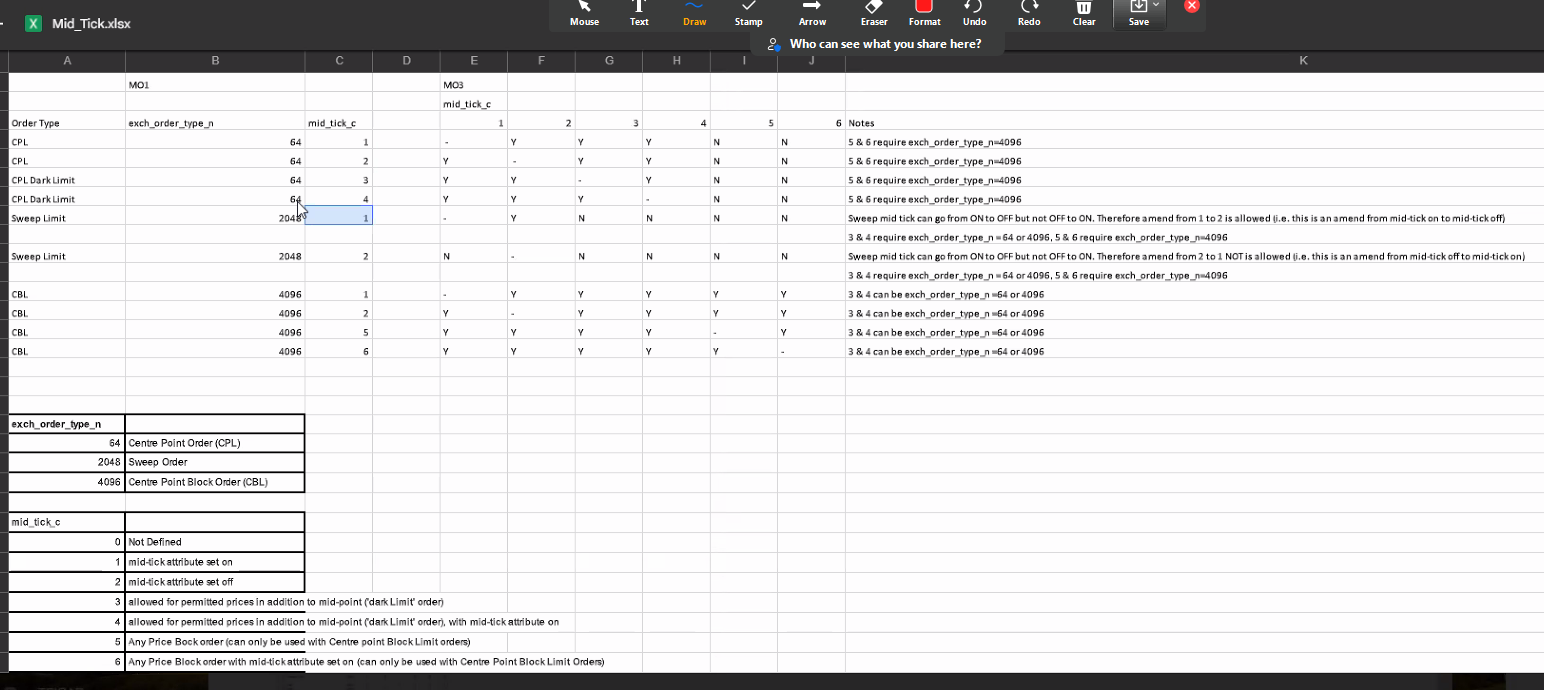 Mid_Tick.xlsx
Mouse Text Draw Stamp Arrow Eraser Format Undo Redo Clear Save
Who can see what you share here?
A B C D E F G H I J K
MO1 MO3
mid_tick_c
Order Type exch_order_type_n mid_tick_c 1 2 3 4 5 6 Notes
CPL 64 1 - Y Y Y N N 5 & 6 require exch_order_type_n=4096
CPL 64 2 Y - Y Y N N 5 & 6 require exch_order_type_n=4096
CPL Dark Limit 64 3 Y Y - Y N N 5 & 6 require exch_order_type_n=4096
CPL Dark Limit 64 4 Y Y Y - N N 5 & 6 require exch_order_type_n=4096
Sweep Limit 2048 1 - Y N N N N Sweep mid tick can go from ON to OFF but not OFF to ON. Therefore amend from 1 to 2 is allowed (i.e. this is an amend from mid-tick on to mid-tick off)
3 & 4 require exch_order_type_n =64 or 4096, 5 & 6 require exch_order_type_n=4096
Sweep Limit 2048 2 N - N N N N Sweep mid tick can go from ON to OFF but not OFF to ON. Therefore amend from 2 to 1 NOT is allowed (i.e. this is an amend from mid-tick off to mid-tick on)
3 & 4 require exch_order_type_n =64 or 4096, 5 & 6 require exch_order_type_n=4096
CBL 4096 1 - Y Y Y Y Y 3 & 4 can be exch_order_type_n =64 or 4096
CBL 4096 2 Y - Y Y Y Y 3 & 4 can be exch_order_type_n =64 or 4096
CBL 4096 5 Y Y Y Y - Y 3 & 4 can be exch_order_type_n =64 or 4096
CBL 4096 6 Y Y Y Y Y - 3 & 4 can be exch_order_type_n =64 or 4096
exch_order_type_n
64 Centre Point Order (CPL)
2048 Sweep Order
4096 Centre Point Block Order (CBL)
mid_tick_c
0 Not Defined
1 mid-tick attribute set on
2 mid-tick attribute set off
3 allowed for permitted prices in addition to mid-point ('dark Limit' order)
4 allowed for permitted prices in addition to mid-point ('dark Limit' order), with mid-tick attribute on
5 Any Price Bock order (can only be used with Centre point Block Limit orders)
6 Any Price Block order with mid-tick attribute set on (can only be used with Centre Point Block Limit Orders)